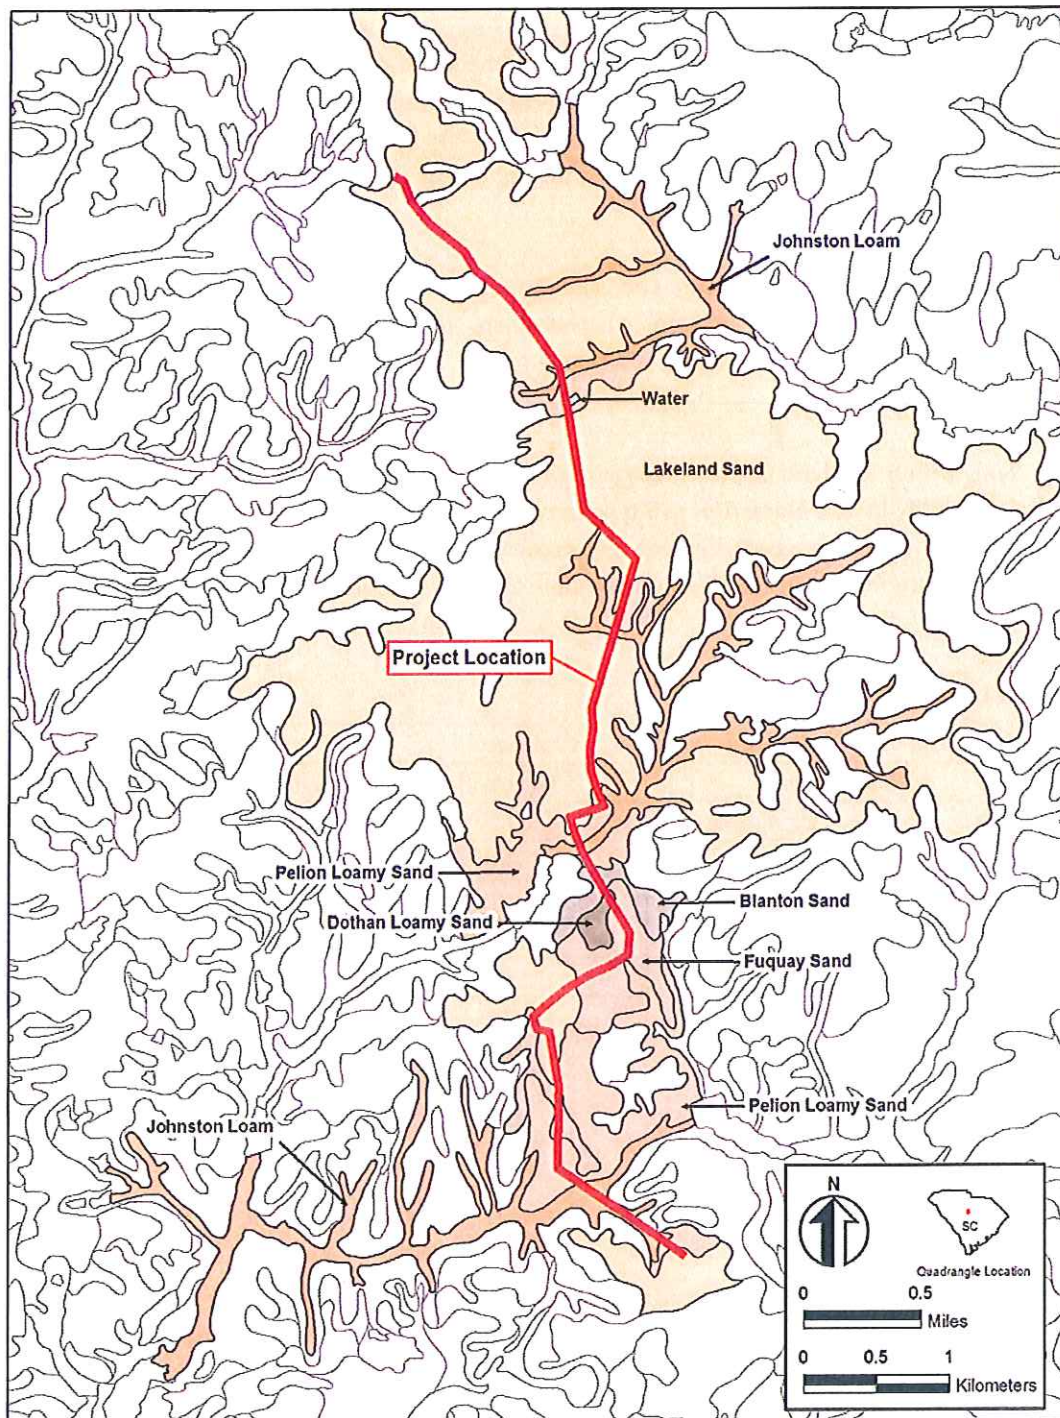 Johnston Loam
Water
Lakeland Sand
Project Location
Pelion Loamy Sand
Dothan Loamy Sand
Blanton Sand
Fuquay Sand
Pelion Loamy Sand
Johnston Loam
N
SC
Quadrangle Location
0 0.5
Miles
0 0.5 1
Kilometers